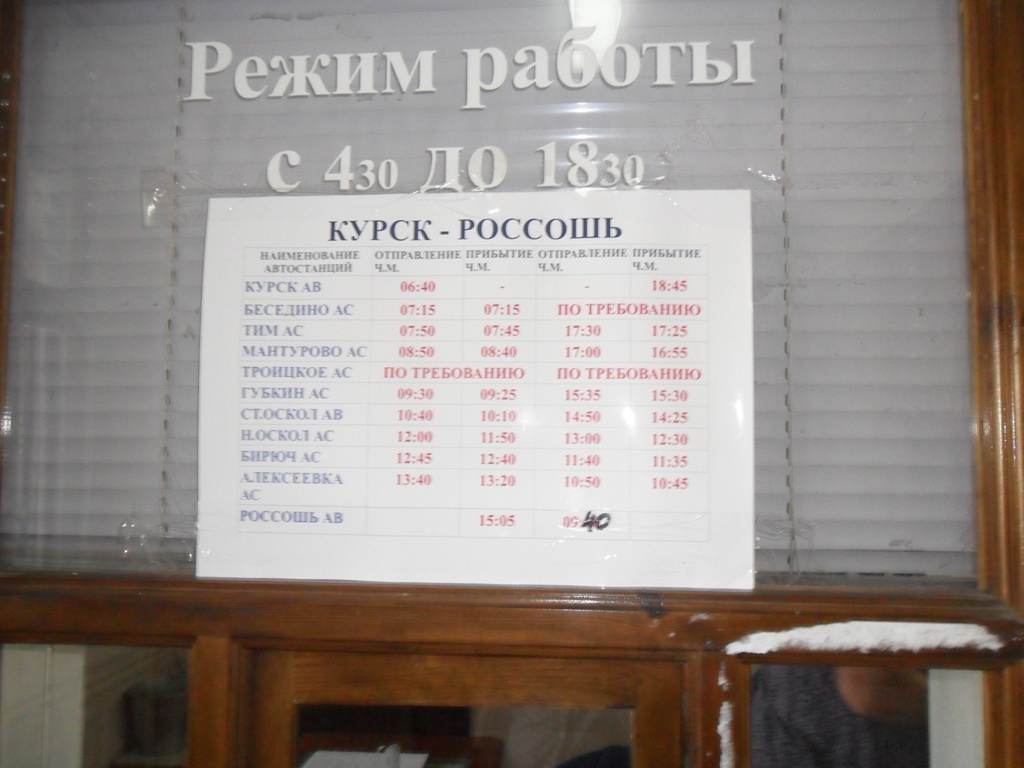 Режим работы
с 430 до 1830
КУРСК - РОССОШЬ
НАИМЕНОВАНИЕ АВТОСТАНЦИЙ ОТПРАВЛЕНИЕ Ч.М. ПРИБЫТИЕ Ч.М. ОТПРАВЛЕНИЕ Ч.М. ПРИБЫТИЕ Ч.М.
КУРСК АВ 06:40 - - 18:45
БЕСЕДИНО АС 07:15 07:15 ПО ТРЕБОВАНИЮ
ТИМ АС 07:50 07:45 17:30 17:25
МАНТУРОВО АС 08:50 08:40 17:00 16:55
ТРОИЦКОЕ АС ПО ТРЕБОВАНИЮ ПО ТРЕБОВАНИЮ
ГУБКИН АС 09:30 09:25 15:35 15:30
СТ.ОСКОЛ АВ 10:40 10:10 14:50 14:25
Н.ОСКОЛ АС 12:00 11:50 13:00 12:30
БИРЮЧ АС 12:45 12:40 11:40 11:35
АЛЕКСЕЕВКА АС 13:40 13:20 10:50 10:45
РОССОШЬ АВ 15:05 09:40